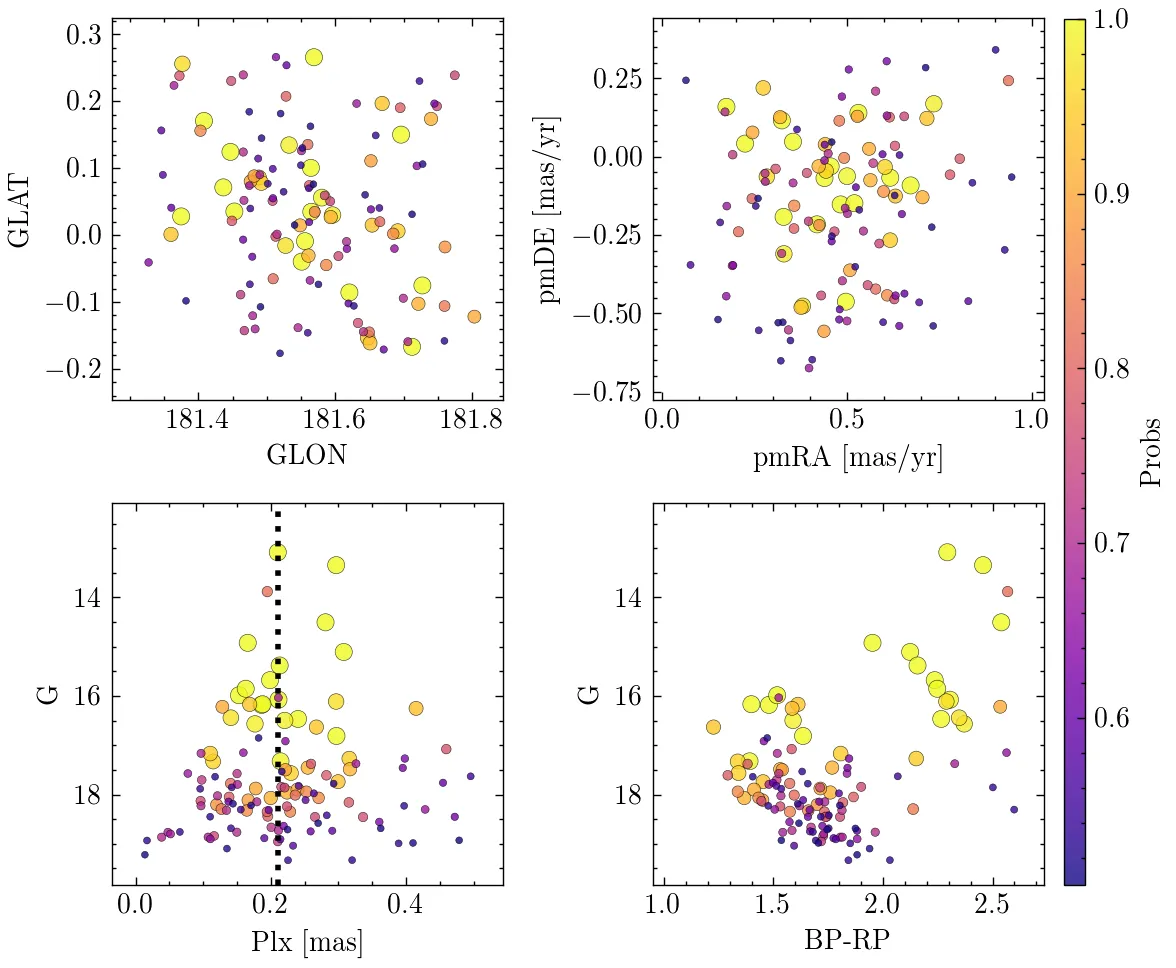 0.3
0.2
0.1
0.0
−0.1
−0.2
GLAT
181.4 181.6 181.8
GLON
0.25
0.00
−0.25
−0.50
−0.75
pmDE [mas/yr]
0.0 0.5 1.0
pmRA [mas/yr]
14
16
18
G
0.0 0.2 0.4
Plx [mas]
14
16
18
G
1.0 1.5 2.0 2.5
BP-RP
1.0
0.9
0.8
0.7
0.6
Probs